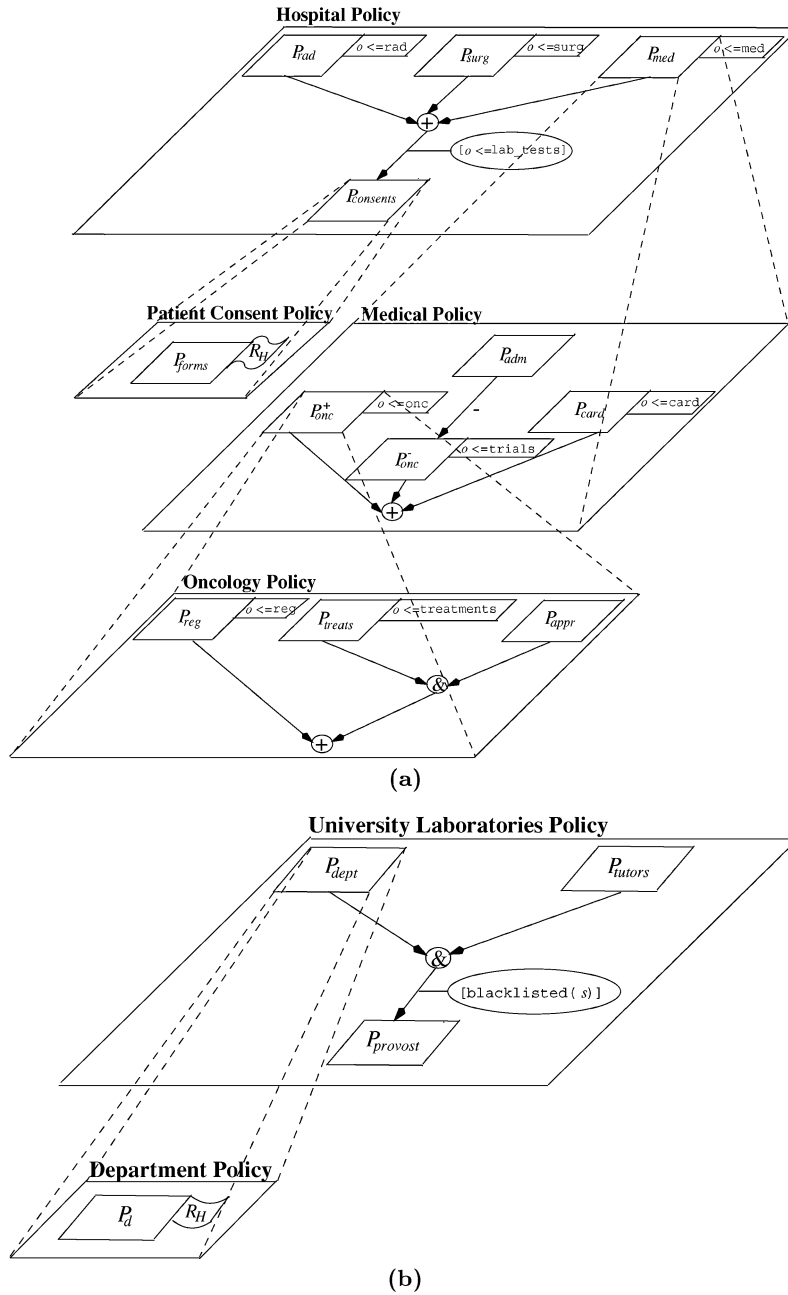 Hospital Policy
P_rad o <=rad P_surg o <=surg P_med o <=med
+
[o <=lab_tests]
P_consents
Patient Consent Policy
P_forms R_H
Medical Policy
P_adm
P_onc^+ o <=onc - P_card o <=card
P_onc^- o <=trials
+
Oncology Policy
P_reg o <=reg P_treats o <=treatments P_appr
&
+
(a)
University Laboratories Policy
P_dept P_tutors
&
[blacklisted( s)]
P_provost
Department Policy
P_d R_H
(b)